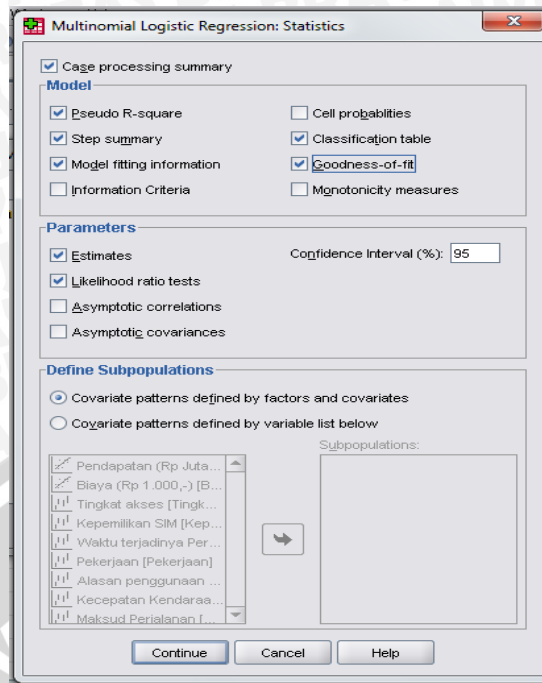 Multinomial Logistic Regression: Statistics
Case processing summary
Model
Pseudo R-square
Cell probablities
Step summary
Classification table
Model fitting information
Goodness-of-fit
Information Criteria
Monotonicity measures
Parameters
Estimates
Confidence Interval (%): 95
Likelihood ratio tests
Asymptotic correlations
Asymptotic covariances
Define Subpopulations
Covariate patterns defined by factors and covariates
Covariate patterns defined by variable list below
Subpopulations:
Pendapatan (Rp Juta...
Biaya (Rp 1.000,-) [B...
Tingkat akses [Tingk...
Kepemilikan SIM [Kep...
Waktu terjadinya Per...
Pekerjaan [Pekerjaan]
Alasan penggunaan ...
Kecepatan Kendaraa...
Maksud Perjalanan [...
Continue
Cancel
Help